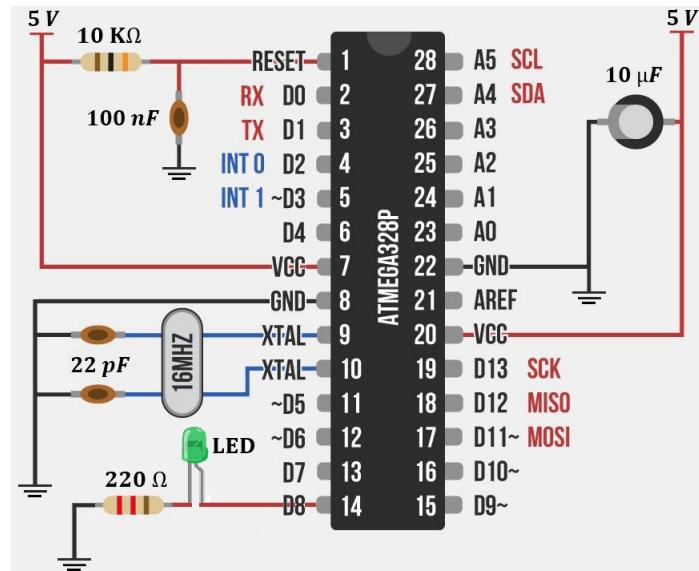 5 V
10 KΩ
100 nF
RESET 1
RX D0 2
TX D1 3
INT 0 D2 4
INT 1 ~D3 5
D4 6
VCC 7
GND 8
XTAL 9
XTAL 10
~D5 11
~D6 12
D7 13
D8 14
22 pF
16MHZ
LED
220 Ω
ATMEGA328P
5 V
10 µF
28 A5 SCL
27 A4 SDA
26 A3
25 A2
24 A1
23 A0
22 GND
21 AREF
20 VCC
19 D13 SCK
18 D12 MISO
17 D11~ MOSI
16 D10~
15 D9~